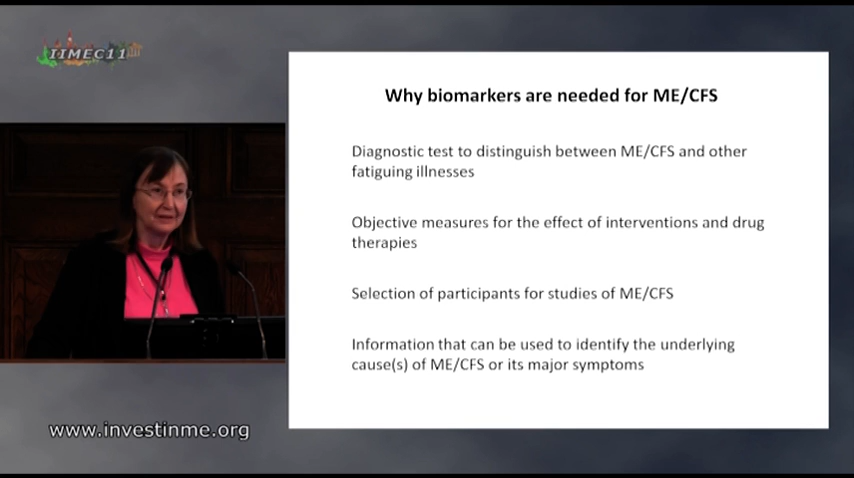 IIMEC11
Why biomarkers are needed for ME/CFS
Diagnostic test to distinguish between ME/CFS and other
fatiguing illnesses
Objective measures for the effect of interventions and drug
therapies
Selection of participants for studies of ME/CFS
Information that can be used to identify the underlying
cause(s) of ME/CFS or its major symptoms
www.investinme.org